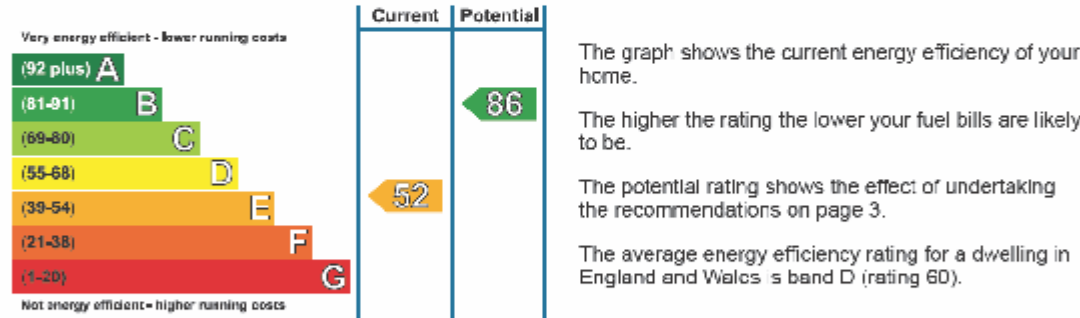 Current Potential
Very energy efficient - lower running costs
(92 plus) A
(81-91) B
(69-80) C
(55-68) D
(39-54) E
(21-38) F
(1-20) G
Not energy efficient - higher running costs
52
86
The graph shows the current energy efficiency of your
home.
The higher the rating the lower your fuel bills are likely
to be.
The potential rating shows the effect of undertaking
the recommendations on page 3.
The average energy efficiency rating for a dwelling in
England and Wales is band D (rating 60).